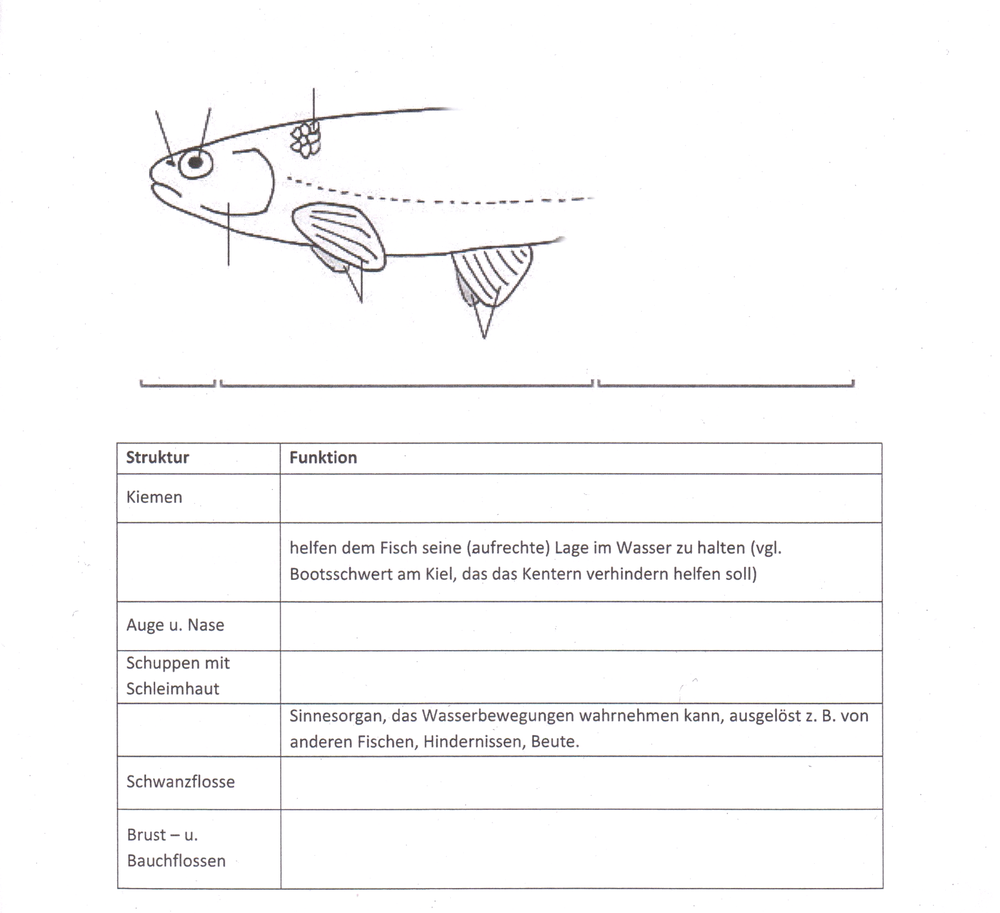 Struktur Funktion
Kiemen
helfen dem Fisch seine (aufrechte) Lage im Wasser zu halten (vgl.
Bootsschwert am Kiel, das das Kentern verhindern helfen soll)
Auge u. Nase
Schuppen mit
Schleimhaut
Sinnesorgan, das Wasserbewegungen wahrnehmen kann, ausgelöst z. B. von
anderen Fischen, Hindernissen, Beute.
Schwanzflosse
Brust – u.
Bauchflossen